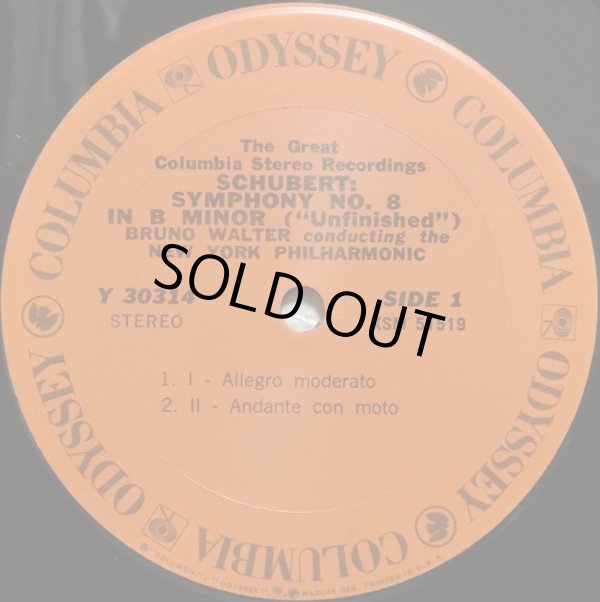 COLUMBIA ODYSSEY COLUMBIA ODYSSEY COLUMBIA ODYSSEY
The Great
Columbia Stereo Recordings
SCHUBERT:
SYMPHONY NO. 8
IN B MINOR ("Unfinished")
BRUNO WALTER conducting the
NEW YORK PHILHARMONIC
Y 30314 SIDE 1
STEREO
SOLD OUT
1. I - Allegro moderato
2. II - Andante con moto
® "COLUMBIA", "ODYSSEY", MARCAS REG. PRINTED IN U.S.A.